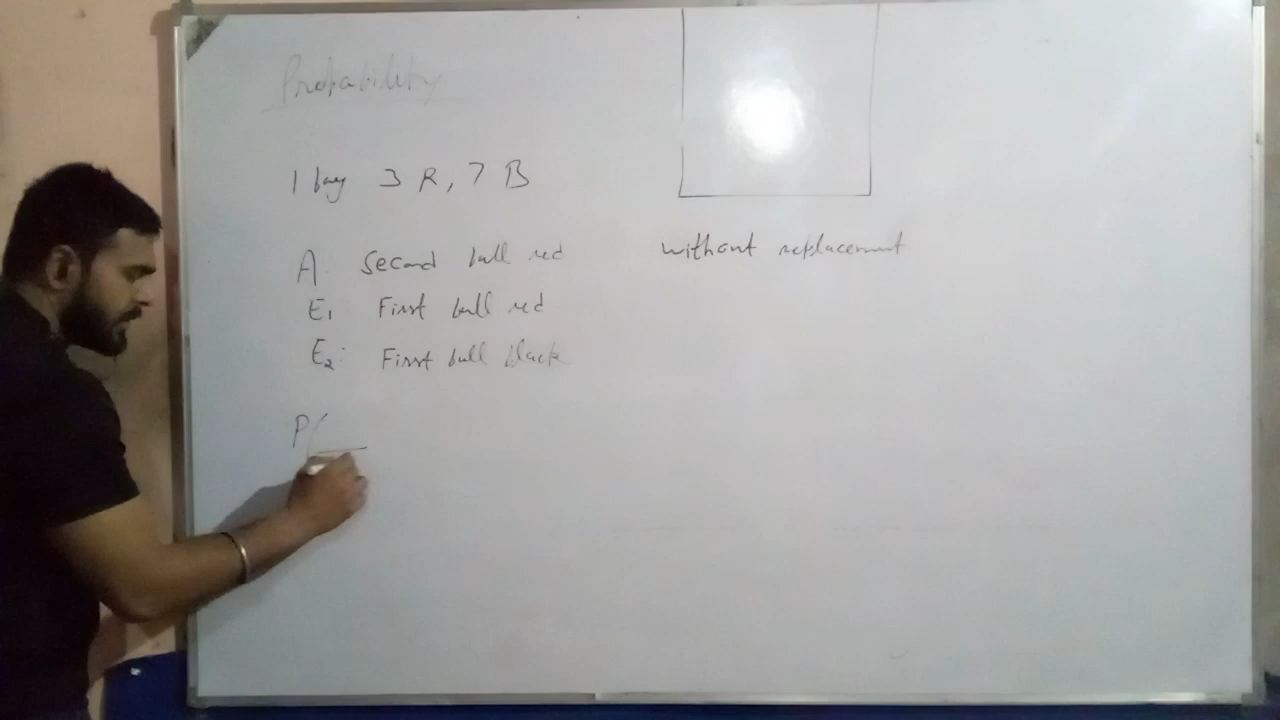 Probability
1 bag 3 R, 7 B
A. Second ball red
without replacement
E₁ First ball red
E₂: First ball black
P(